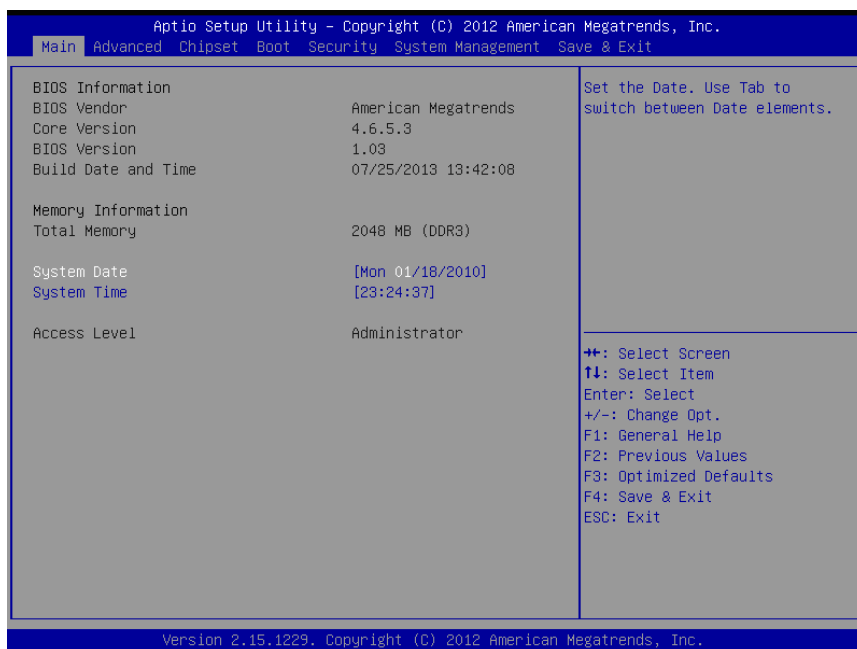 Aptio Setup Utility – Copyright (C) 2012 American Megatrends, Inc.
Main Advanced Chipset Boot Security System Management Save & Exit
BIOS Information
BIOS Vendor American Megatrends
Core Version 4.6.5.3
BIOS Version 1.03
Build Date and Time 07/25/2013 13:42:08
Memory Information
Total Memory 2048 MB (DDR3)
System Date [Mon 01/18/2010]
System Time [23:24:37]
Access Level Administrator
Set the Date. Use Tab to
switch between Date elements.
→←: Select Screen
↑↓: Select Item
Enter: Select
+/-: Change Opt.
F1: General Help
F2: Previous Values
F3: Optimized Defaults
F4: Save & Exit
ESC: Exit
Version 2.15.1229. Copyright (C) 2012 American Megatrends, Inc.